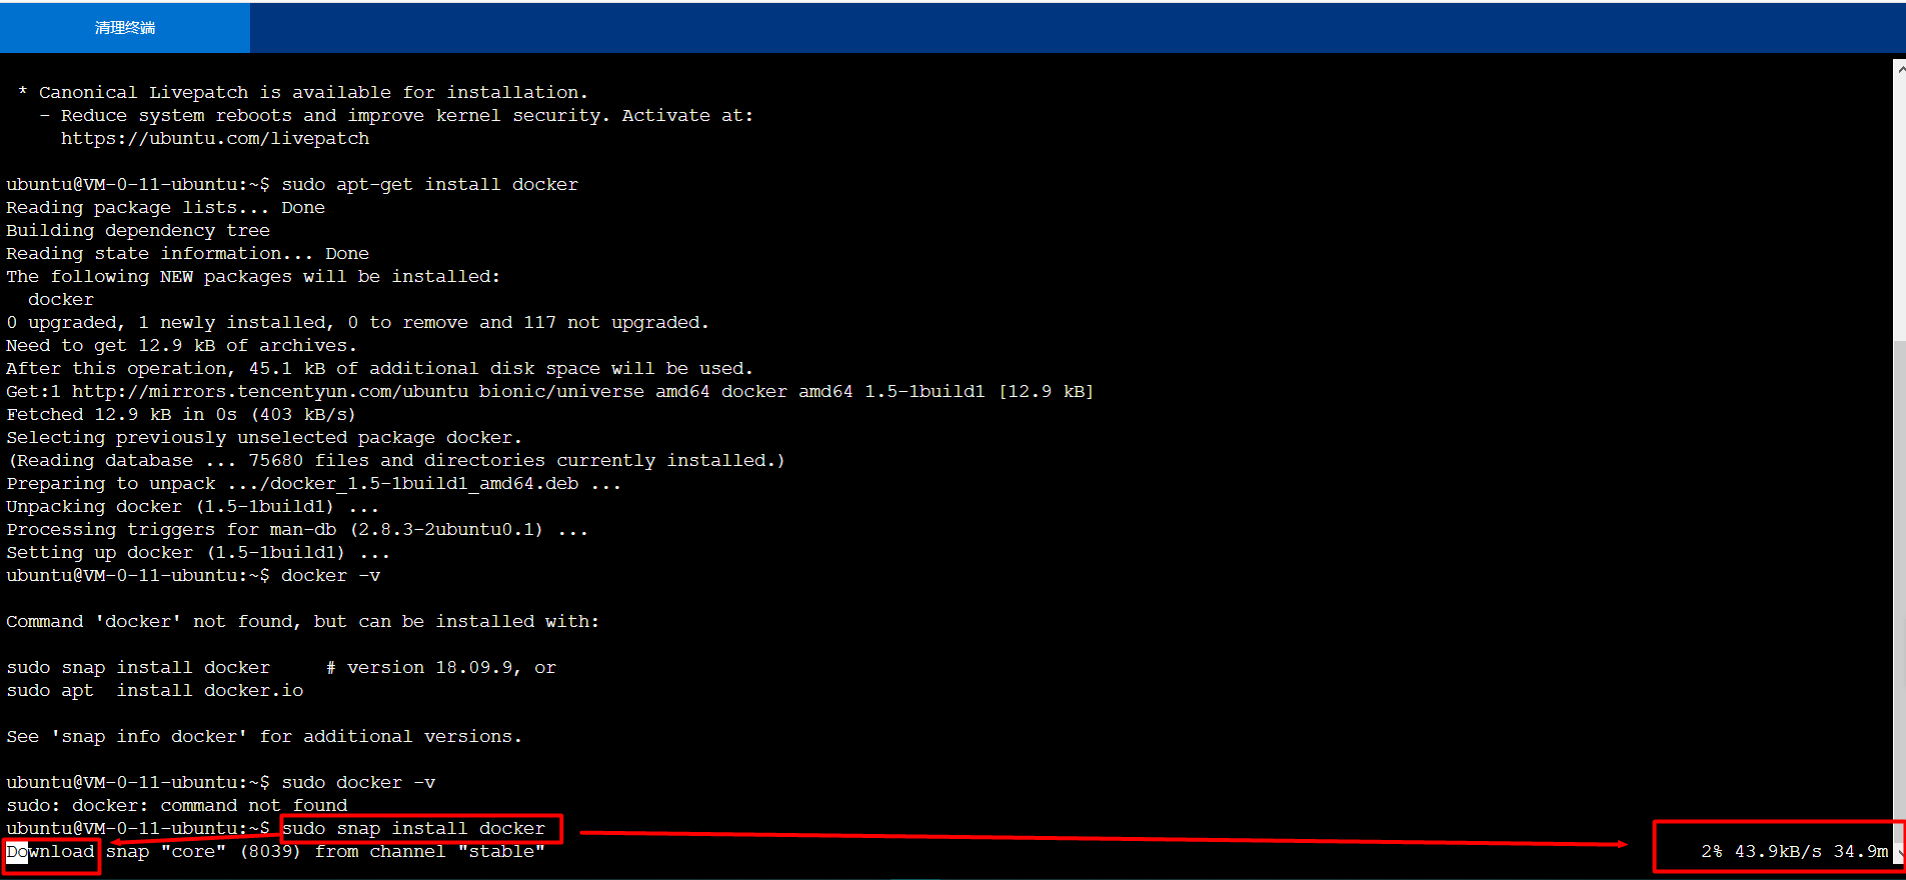 清理终端
* Canonical Livepatch is available for installation.
- Reduce system reboots and improve kernel security. Activate at:
https://ubuntu.com/livepatch
ubuntu@VM-0-11-ubuntu:~$ sudo apt-get install docker
Reading package lists... Done
Building dependency tree
Reading state information... Done
The following NEW packages will be installed:
docker
0 upgraded, 1 newly installed, 0 to remove and 117 not upgraded.
Need to get 12.9 kB of archives.
After this operation, 45.1 kB of additional disk space will be used.
Get:1 http://mirrors.tencentyun.com/ubuntu bionic/universe amd64 docker amd64 1.5-1build1 [12.9 kB]
Fetched 12.9 kB in 0s (403 kB/s)
Selecting previously unselected package docker.
(Reading database ... 75680 files and directories currently installed.)
Preparing to unpack .../docker_1.5-1build1_amd64.deb ...
Unpacking docker (1.5-1build1) ...
Processing triggers for man-db (2.8.3-2ubuntu0.1) ...
Setting up docker (1.5-1build1) ...
ubuntu@VM-0-11-ubuntu:~$ docker -v
Command 'docker' not found, but can be installed with:
sudo snap install docker     # version 18.09.9, or
sudo apt  install docker.io
See 'snap info docker' for additional versions.
ubuntu@VM-0-11-ubuntu:~$ sudo docker -v
sudo: docker: command not found
ubuntu@VM-0-11-ubuntu:~$ sudo snap install docker
Download snap "core" (8039) from channel "stable" 2% 43.9kB/s 34.9m